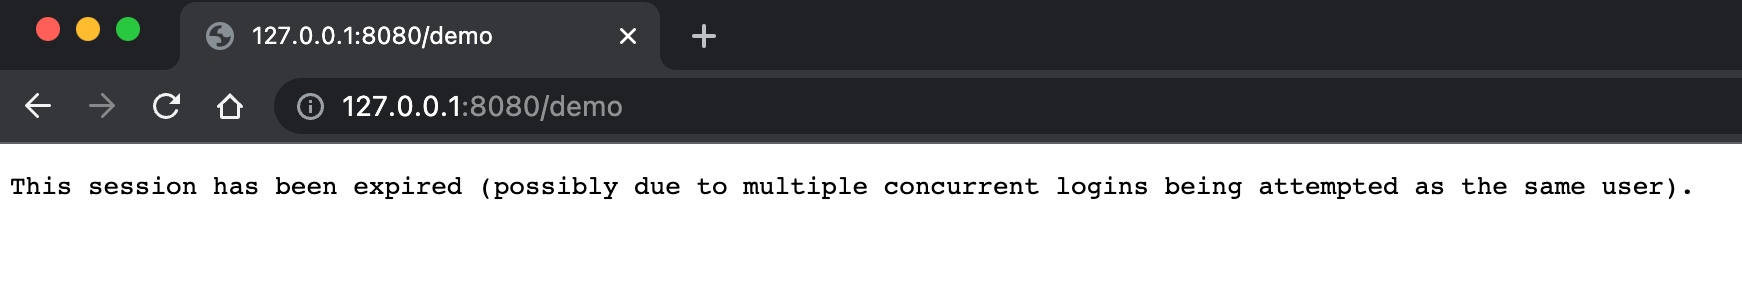 127.0.0.1:8080/demo
127.0.0.1:8080/demo
This session has been expired (possibly due to multiple concurrent logins being attempted as the same user).